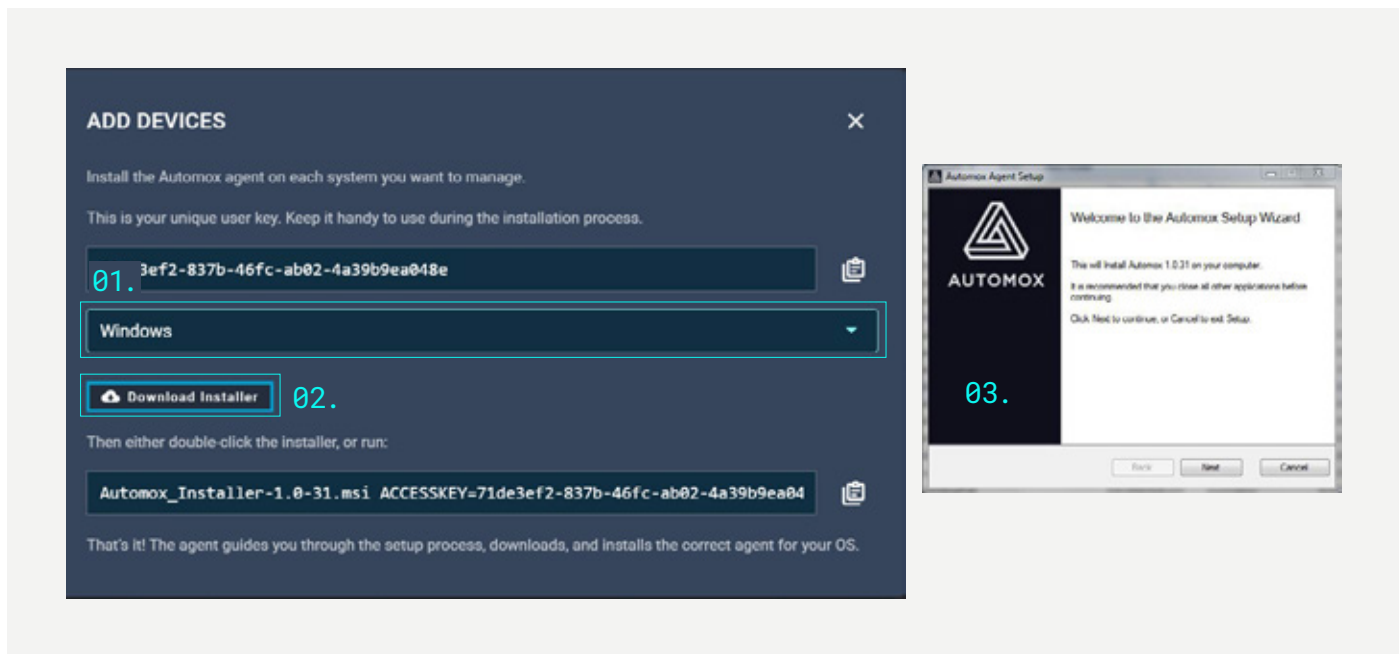 ADD DEVICES
Install the Automox agent on each system you want to manage.
This is your unique user key. Keep it handy to use during the installation process.
01.
3ef2-837b-46fc-ab02-4a39b9ea048e
Windows
Download Installer
02.
Then either double-click the installer, or run:
Automox_Installer-1.0-31.msi ACCESSKEY=71de3ef2-837b-46fc-ab02-4a39b9ea04
That's it! The agent guides you through the setup process, downloads, and installs the correct agent for your OS.
Automox Agent Setup
AUTOMOX
Welcome to the Automox Setup Wizard
This will install Automox 1.0.31 on your computer.
It is recommended that you close all other applications before
continuing.
Click Next to continue, or Cancel to exit Setup.
03.
Back
Next
Cancel